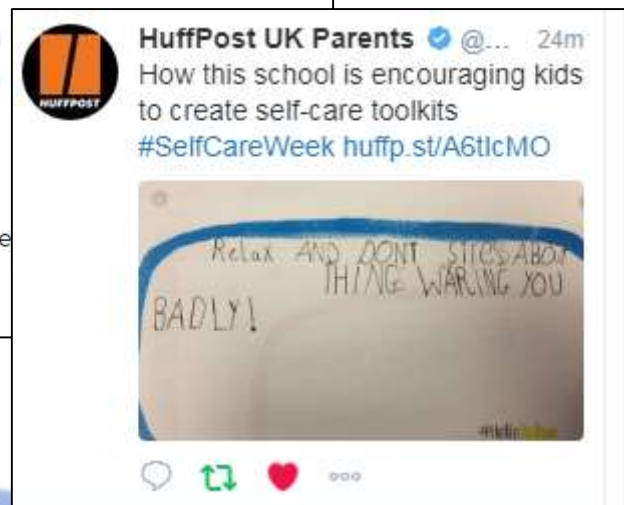 HuffPost UK Parents @... 24m
How this school is encouraging kids
to create self-care toolkits
#SelfCareWeek huffp.st/A6tIcMO
HUFFPOST
Relax AND DONT STRES ABOT
THING WARING YOU
BADLY!